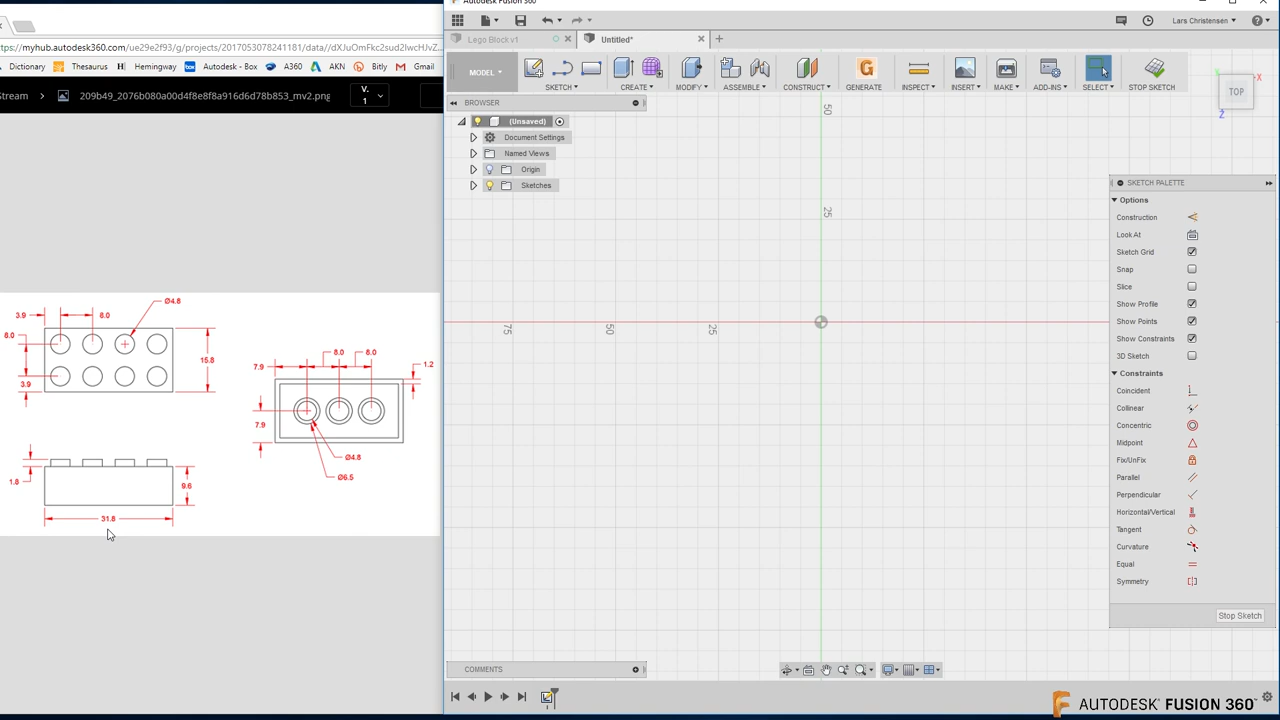 Autodesk Fusion 360
https://myhub.autodesk360.com/ue29e2f93/g/projects/2017053078241181/data//
Dictionary Thesaurus Hemingway Autodesk - Box A360 AKN Bitly M Calendar
Stream 209b49_2076b080a00d4f8e8f8a916d6d78b853_mv2.png V. 1
Lars Christensen
Lego Block v1 Untitled*
MODEL SKETCH CREATE MODIFY ASSEMBLE CONSTRUCT GENERATE INSPECT INSERT MAKE ADD-INS SELECT STOP SKETCH
BROWSER
(Unsaved)
Document Settings
Named Views
Origin
Sketches
TOP
X
Z
50
25
75 50 25
SKETCH PALETTE
Options
Construction
Look At
Sketch Grid
Snap
Slice
Show Profile
Show Points
Show Constraints
3D Sketch
Constraints
Coincident
Collinear
Concentric
Midpoint
Fix/UnFix
Parallel
Perpendicular
Horizontal/Vertical
Tangent
Curvature
Equal
Symmetry
Stop Sketch
Ø4.8
3.9 8.0
8.0
15.8
3.9
8.0 8.0
7.9
1.2
7.9
Ø4.8
Ø6.5
1.8
9.6
31.8
COMMENTS
AUTODESK FUSION 360™